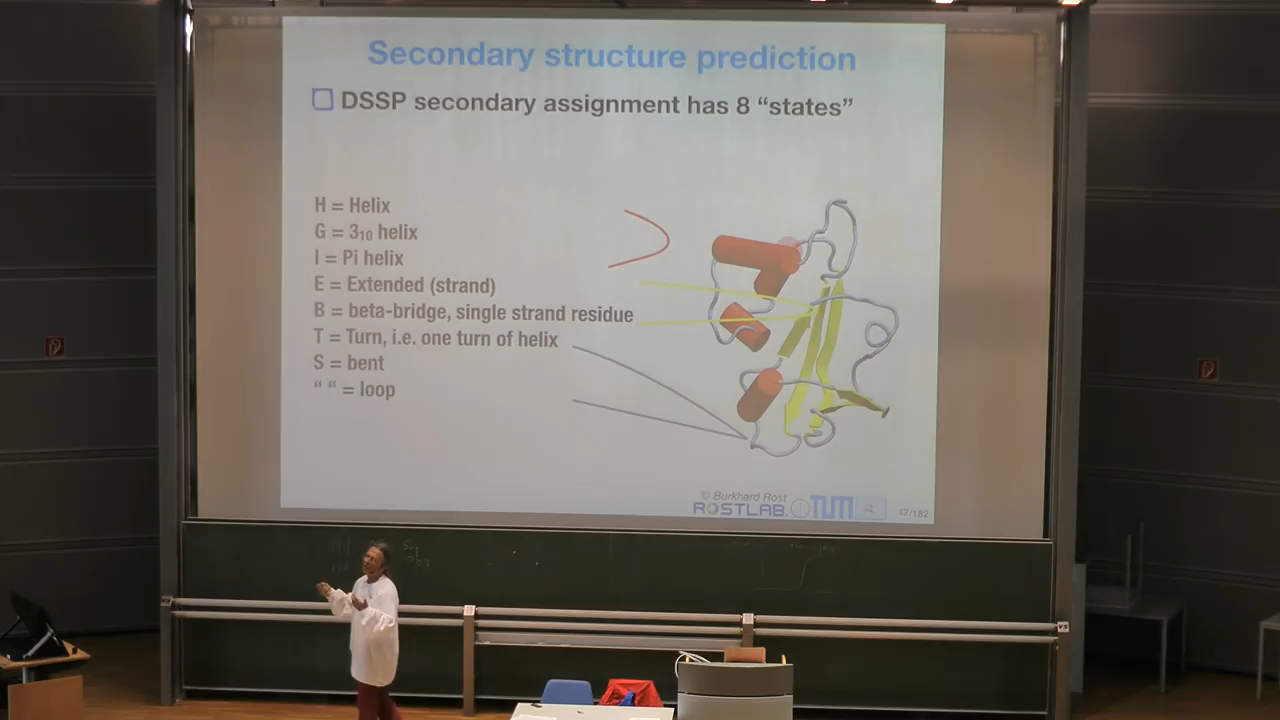 Secondary structure prediction
DSSP secondary assignment has 8 “states”
H = Helix
G = 3₁₀ helix
I = Pi helix
E = Extended (strand)
B = beta-bridge, single strand residue
T = Turn, i.e. one turn of helix
S = bent
“ “ = loop
© Burkhard Rost
ROSTLAB TUM
42/182